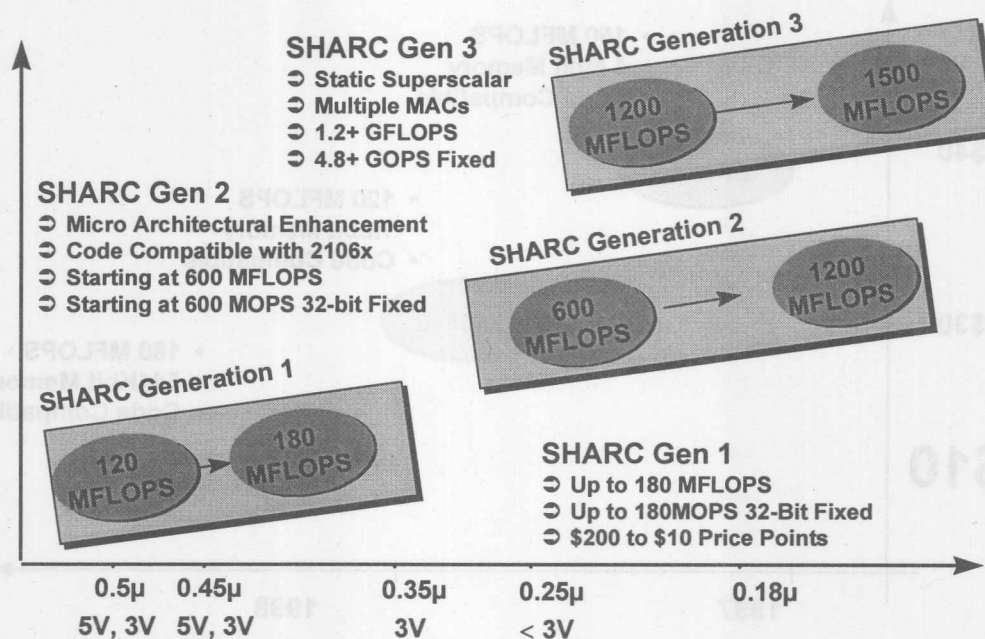 SHARC Gen 3
➲ Static Superscalar
➲ Multiple MACs
➲ 1.2+ GFLOPS
➲ 4.8+ GOPS Fixed
SHARC Generation 3
1200
MFLOPS
1500
MFLOPS
SHARC Gen 2
➲ Micro Architectural Enhancement
➲ Code Compatible with 2106x
➲ Starting at 600 MFLOPS
➲ Starting at 600 MOPS 32-bit Fixed
SHARC Generation 2
600
MFLOPS
1200
MFLOPS
SHARC Generation 1
120
MFLOPS
180
MFLOPS
SHARC Gen 1
➲ Up to 180 MFLOPS
➲ Up to 180MOPS 32-Bit Fixed
➲ $200 to $10 Price Points
0.5µ 0.45µ 0.35µ 0.25µ 0.18µ
5V, 3V 5V, 3V 3V < 3V